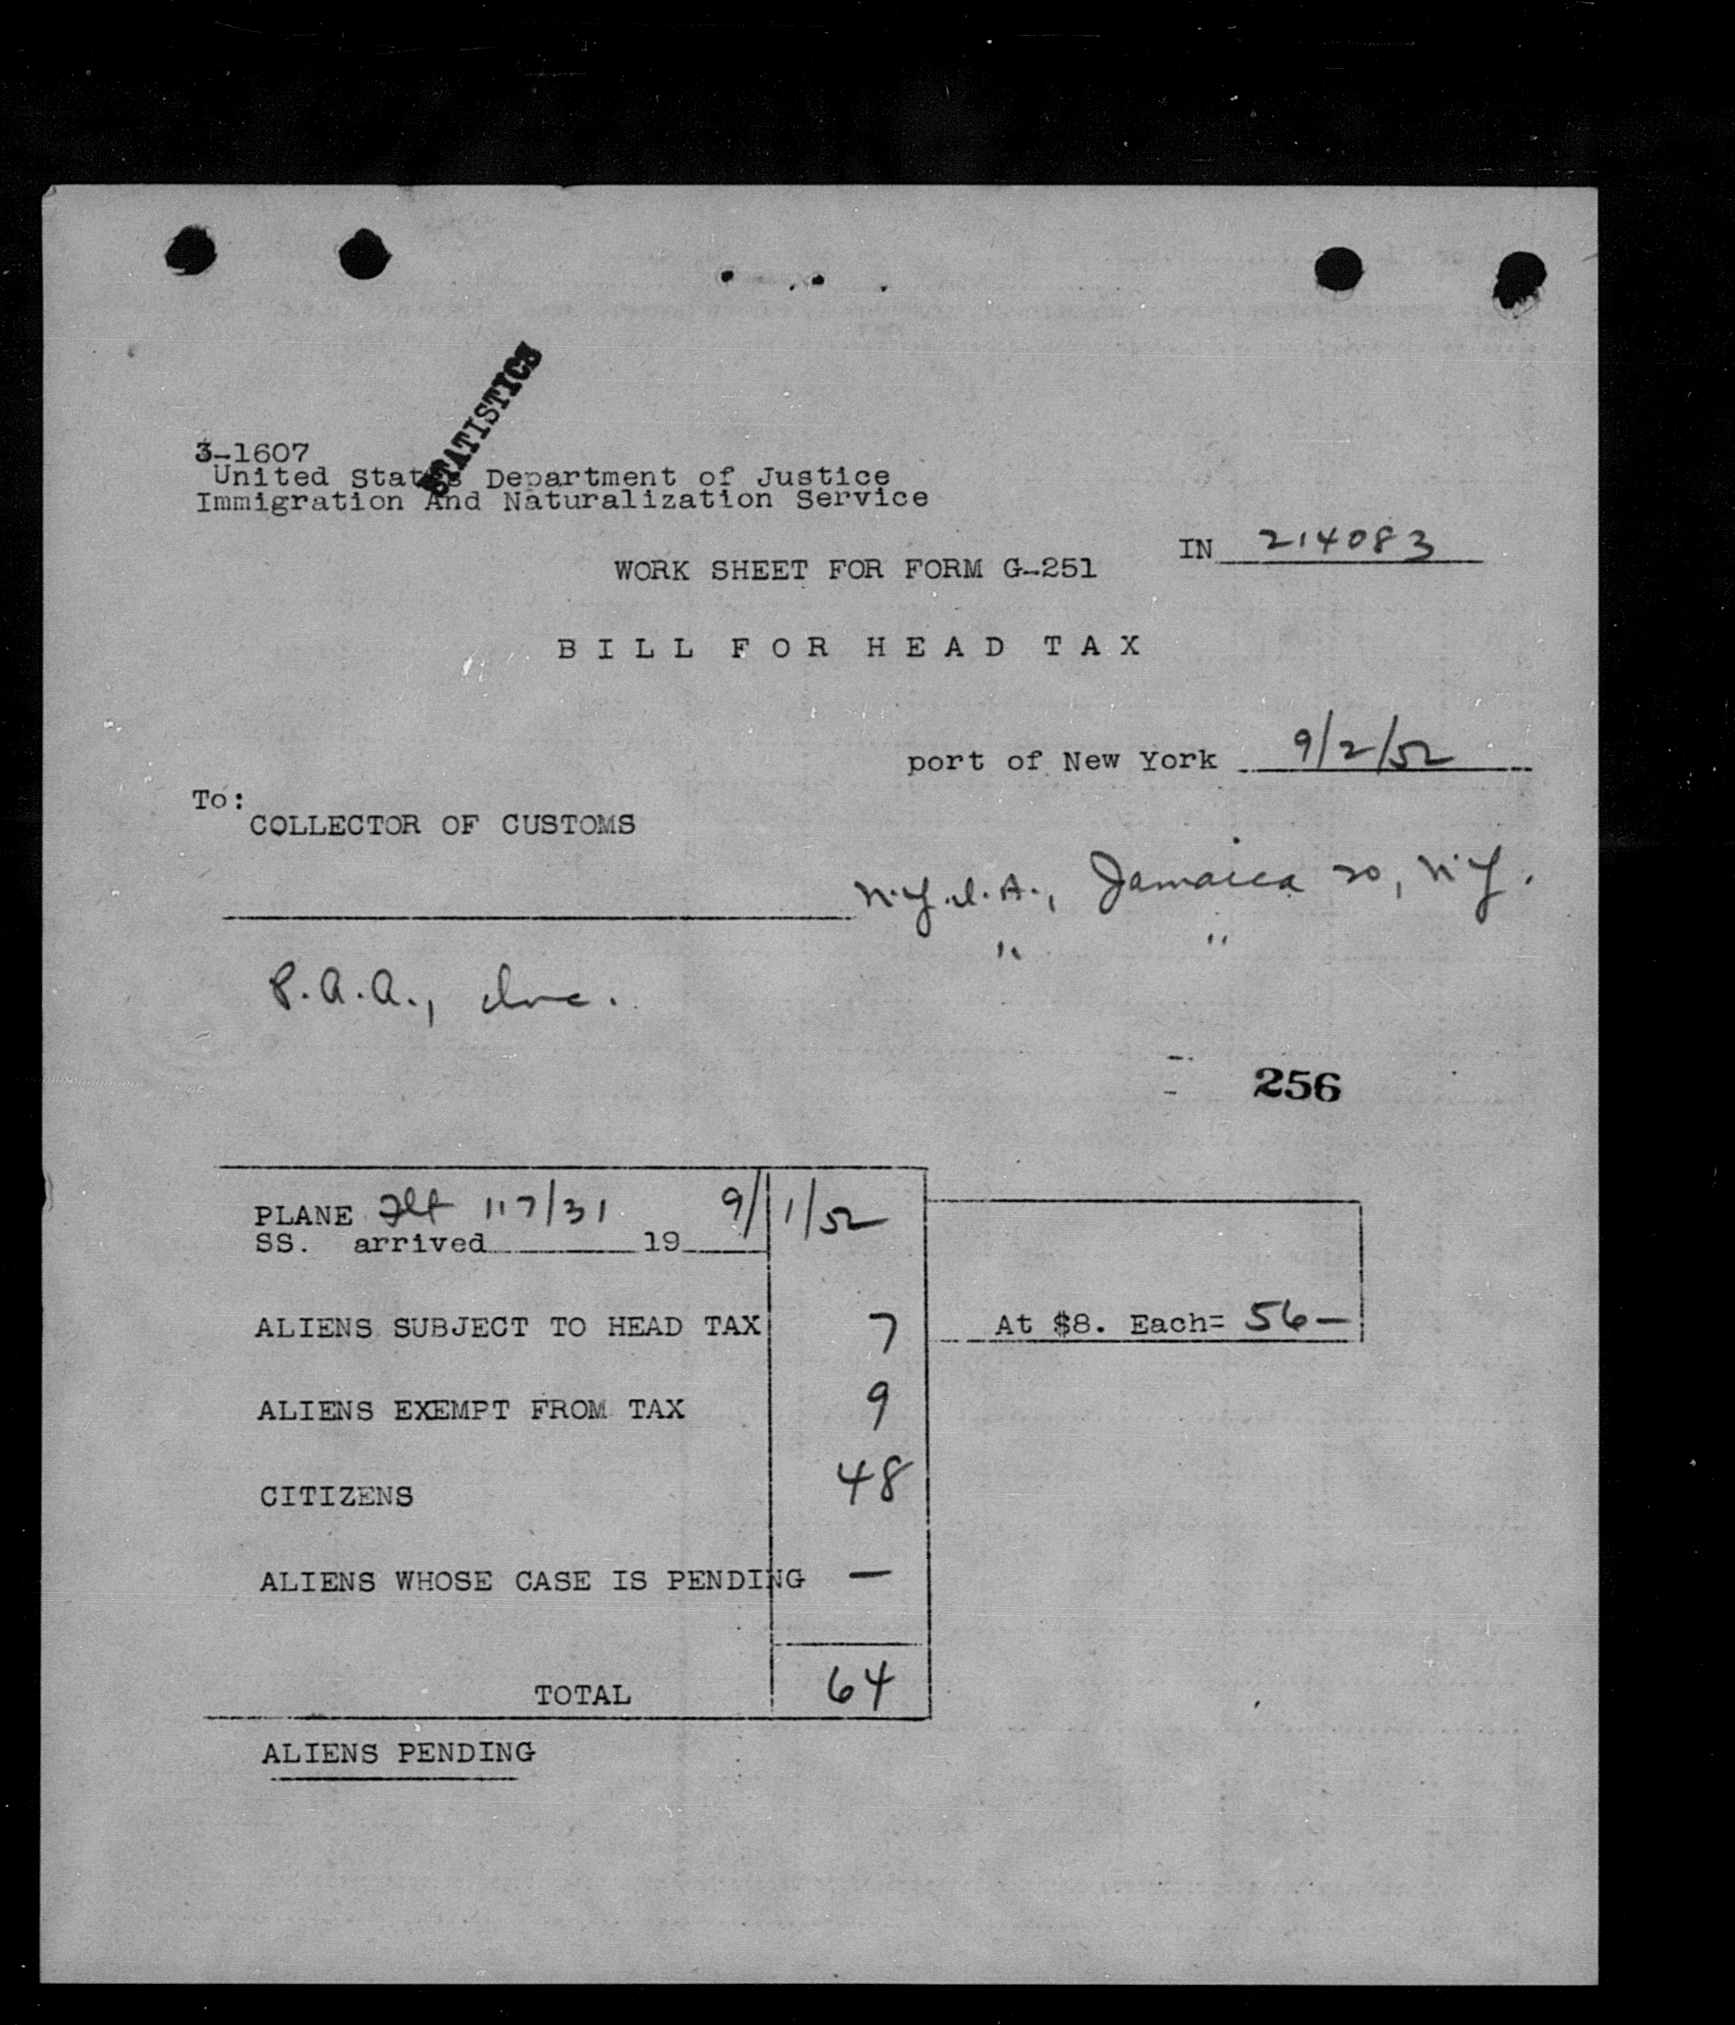 STATISTICS
3-1607
United States Department of Justice
Immigration And Naturalization Service
IN 214083
WORK SHEET FOR FORM G-251
BILL FOR HEAD TAX
port of New York 9/2/52
To:
COLLECTOR OF CUSTOMS
N.Y.I.A., Jamaica 20, N.Y.
" "
P.A.A., Inc.
256
PLANE Flt 117/31 9/1/52
SS. arrived 19
ALIENS SUBJECT TO HEAD TAX 7 At $8. Each= 56—
ALIENS EXEMPT FROM TAX 9
CITIZENS 48
ALIENS WHOSE CASE IS PENDING —
TOTAL 64
ALIENS PENDING